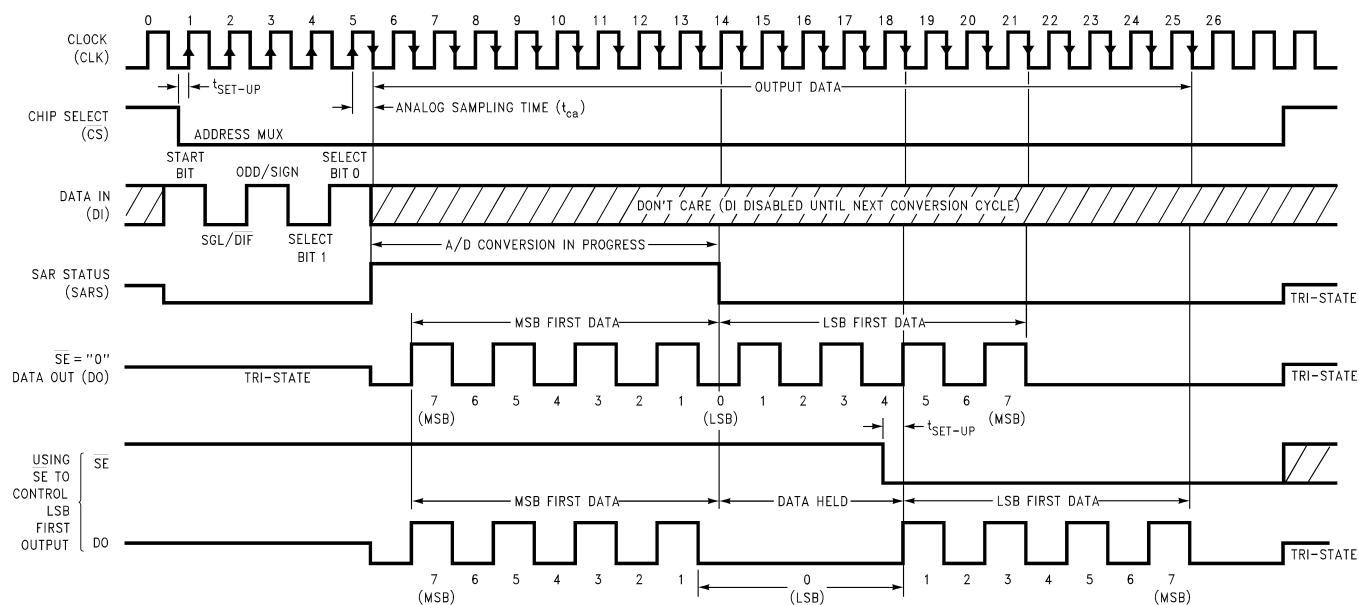 0 1 2 3 4 5 6 7 8 9 10 11 12 13 14 15 16 17 18 19 20 21 22 23 24 25 26
CLOCK
(CLK)
tSET-UP
OUTPUT DATA
ANALOG SAMPLING TIME (tca)
CHIP SELECT
(CS)
ADDRESS MUX
START
BIT
ODD/SIGN
SELECT
BIT 0
DATA IN
(DI)
DON'T CARE (DI DISABLED UNTIL NEXT CONVERSION CYCLE)
SGL/DIF
SELECT
BIT 1
A/D CONVERSION IN PROGRESS
SAR STATUS
(SARS)
TRI-STATE
MSB FIRST DATA
LSB FIRST DATA
SE = "0"
DATA OUT (DO)
TRI-STATE
TRI-STATE
7 6 5 4 3 2 1 0 1 2 3 4 5 6 7
(MSB) (LSB) (MSB)
tSET-UP
USING
SE TO
CONTROL
LSB
FIRST
OUTPUT
SE
MSB FIRST DATA
DATA HELD
LSB FIRST DATA
DO
TRI-STATE
7 6 5 4 3 2 1 0 1 2 3 4 5 6 7
(MSB) (LSB) (MSB)